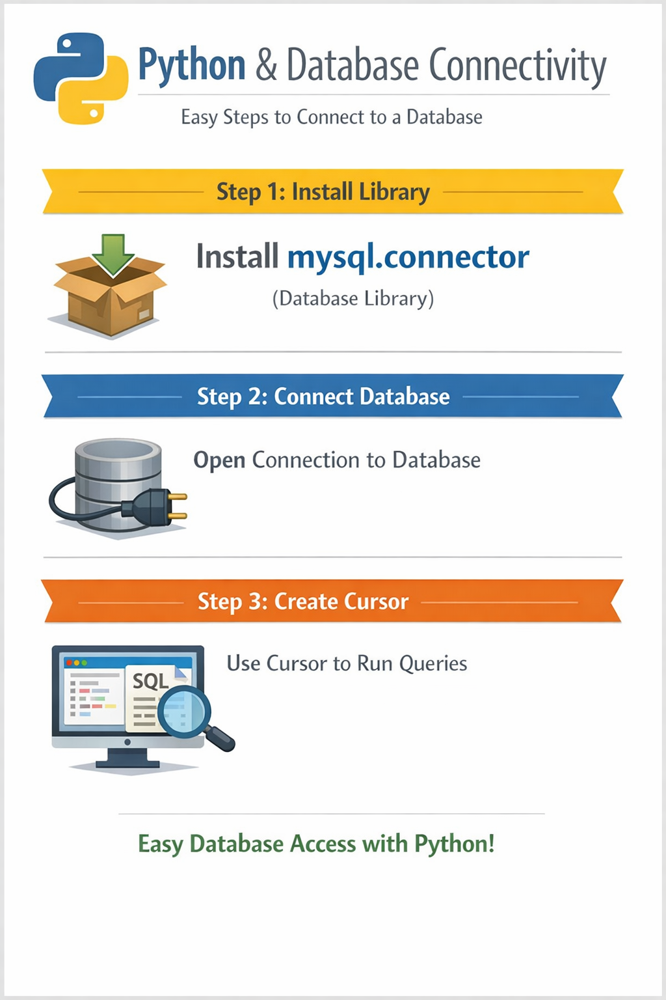 Python & Database Connectivity
Easy Steps to Connect to a Database
Step 1: Install Library
Install mysql.connector
(Database Library)
Step 2: Connect Database
Open Connection to Database
Step 3: Create Cursor
Use Cursor to Run Queries
SQL
Easy Database Access with Python!